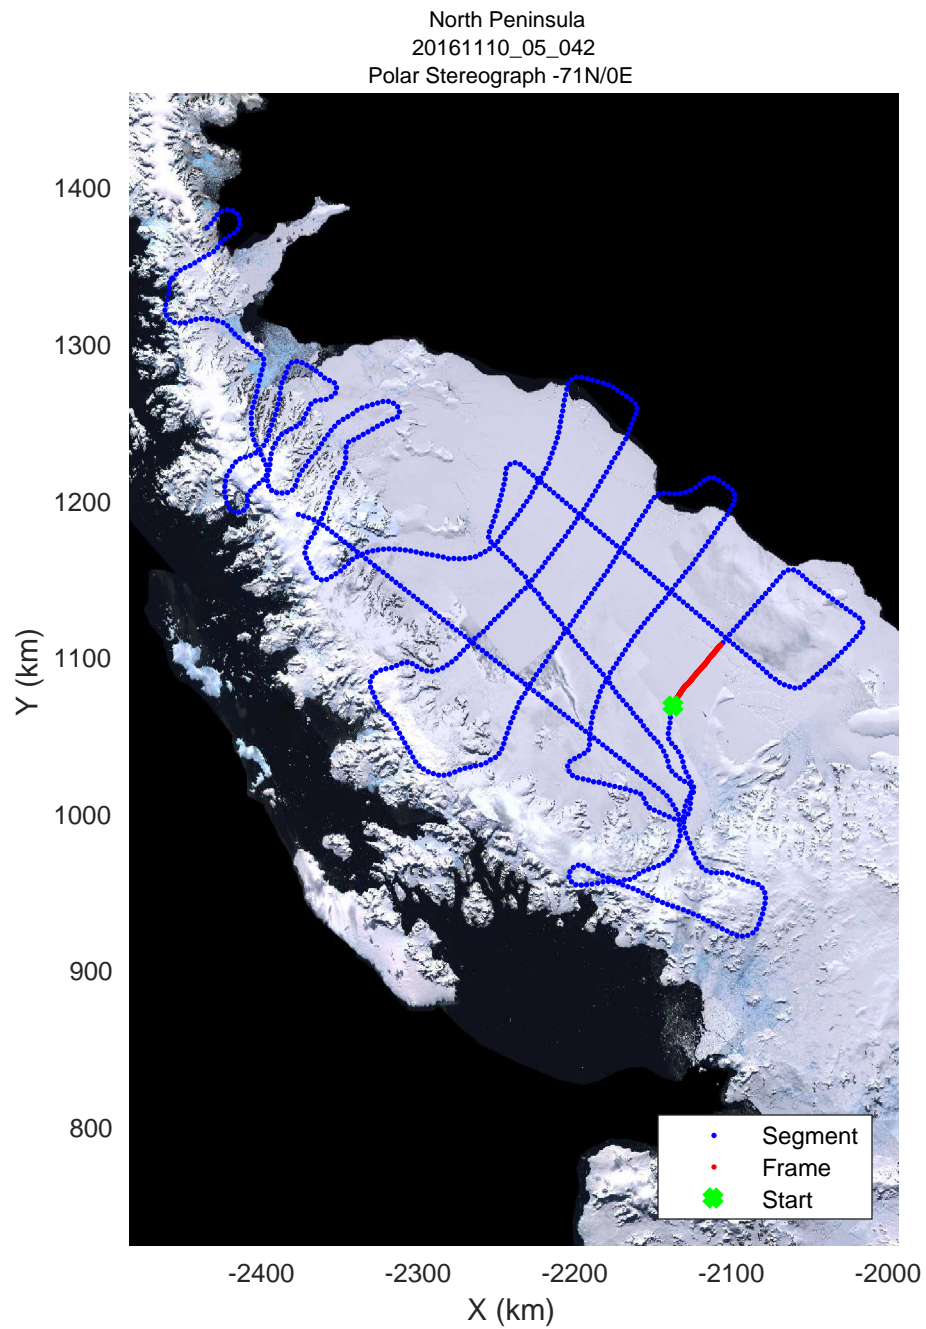 North Peninsula
20161110_05_042
Polar Stereograph -71N/0E
1400
1300
1200
1100
1000
900
800
Y (km)
Segment
Frame
Start
-2400
-2300
-2200
-2100
-2000
X (km)